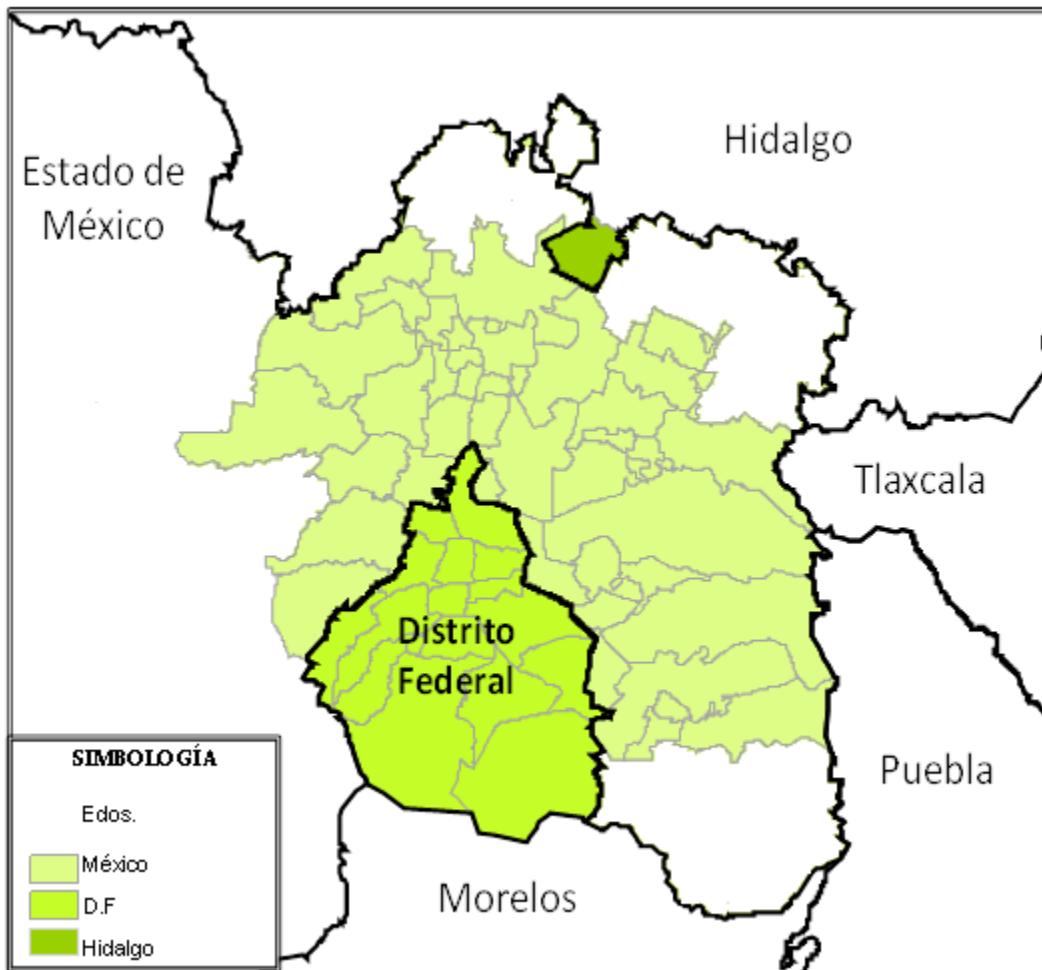 Hidalgo
Estado de
México
Tlaxcala
Distrito
Federal
Puebla
Morelos
SIMBOLOGÍA
Edos.
México
D.F
Hidalgo